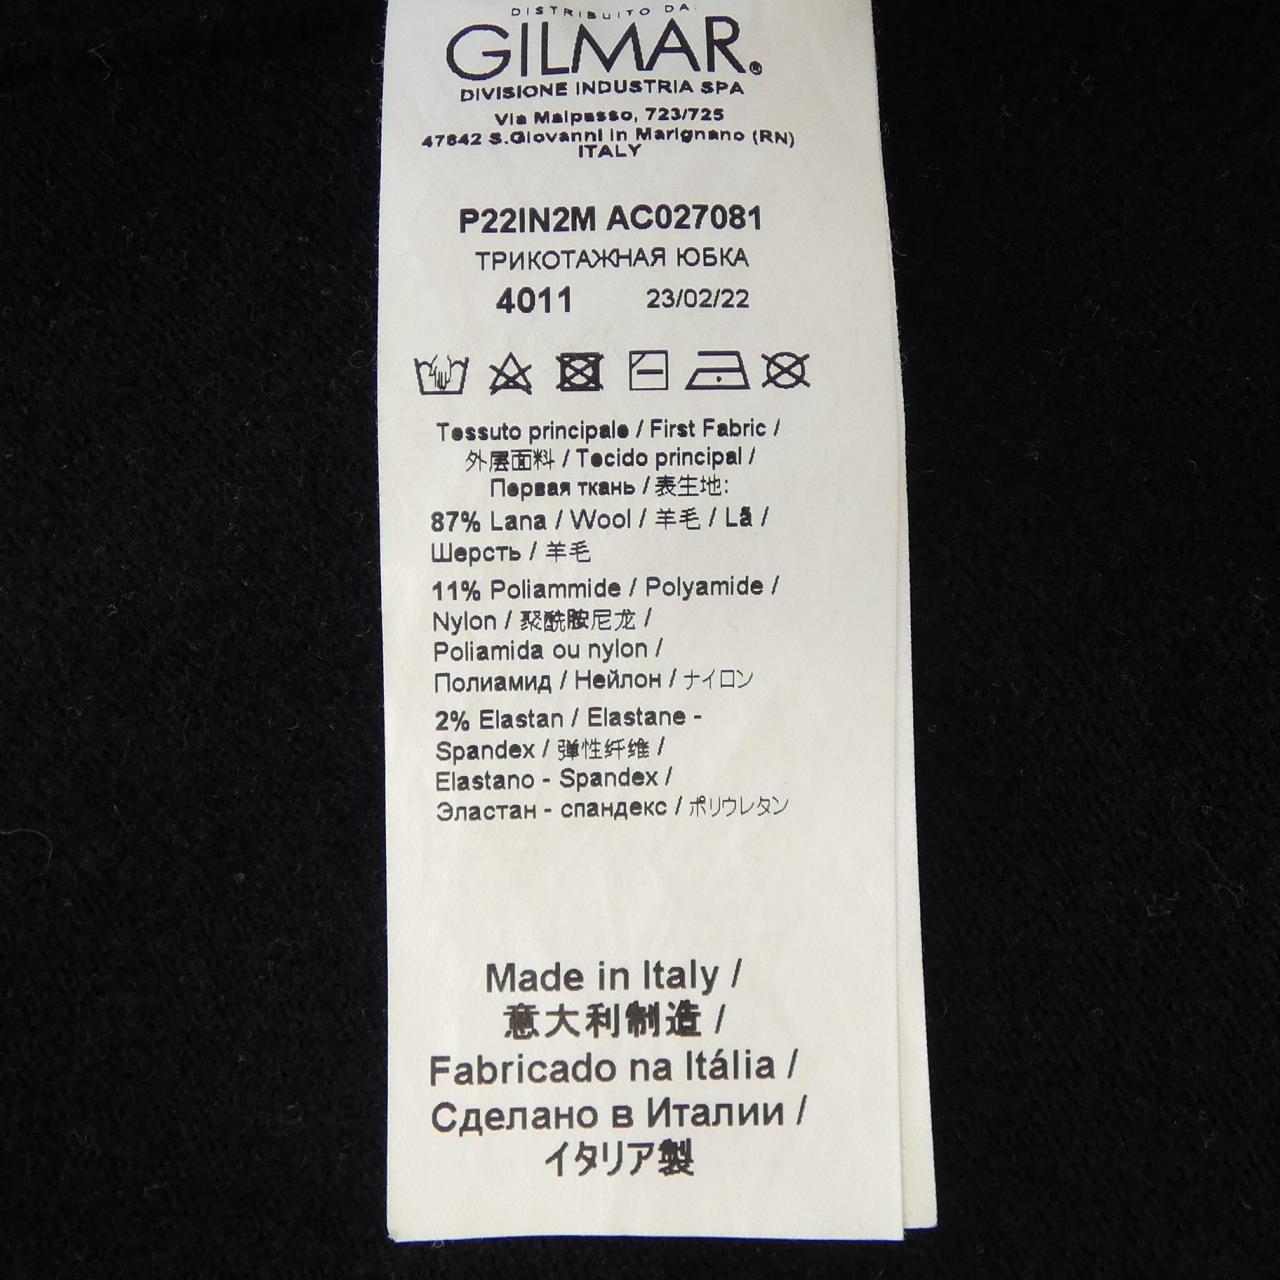 DISTRIBUITO DA:
GILMAR®
DIVISIONE INDUSTRIA SPA
Via Malpasso, 723/725
47842 S.Giovanni in Marignano (RN)
ITALY
P22IN2M AC027081
ТРИКОТАЖНАЯ ЮБКА
4011 23/02/22
Tessuto principale / First Fabric /
外层面料 / Tecido principal /
Первая ткань / 表生地:
87% Lana / Wool / 羊毛 / Lã /
Шерсть / 羊毛
11% Poliammide / Polyamide /
Nylon / 聚酰胺尼龙 /
Poliamida ou nylon /
Полиамид / Нейлон / ナイロン
2% Elastan / Elastane -
Spandex / 弹性纤维 /
Elastano - Spandex /
Эластан - спандекс / ポリウレタン
Made in Italy /
意大利制造 /
Fabricado na Itália /
Сделано в Италии /
イタリア製